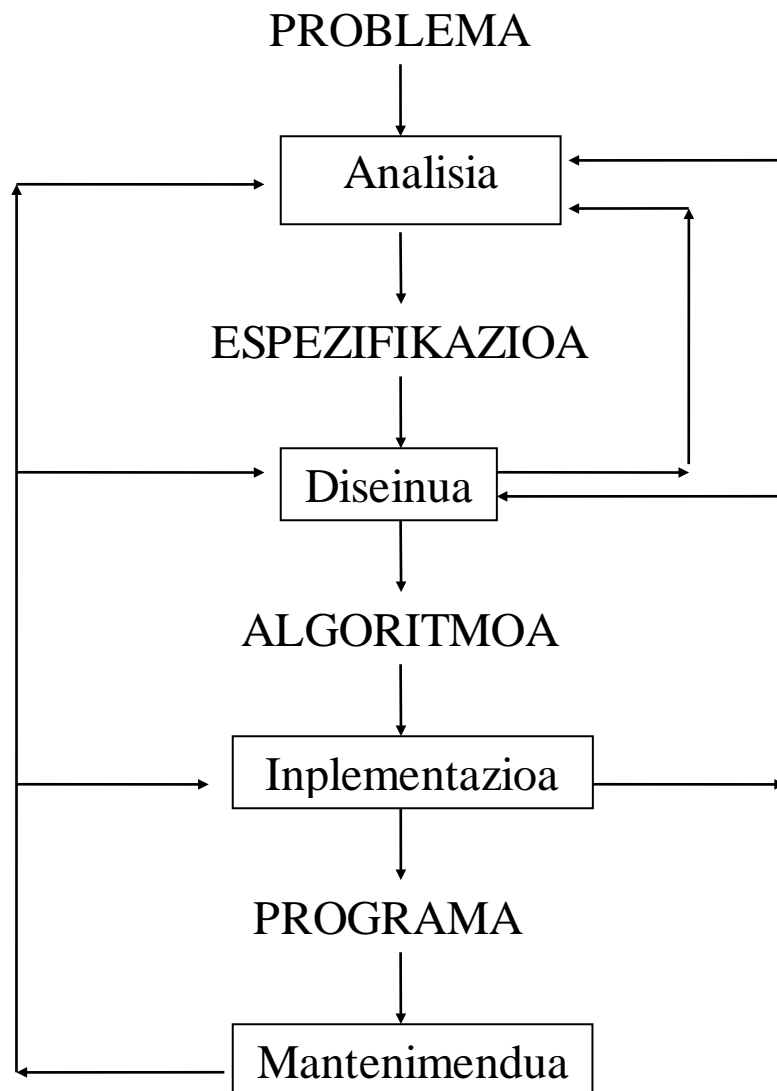 PROBLEMA
Analisia
ESPEZIFIKAZIOA
Diseinua
ALGORITMOA
Inplementazioa
PROGRAMA
Mantenimendua